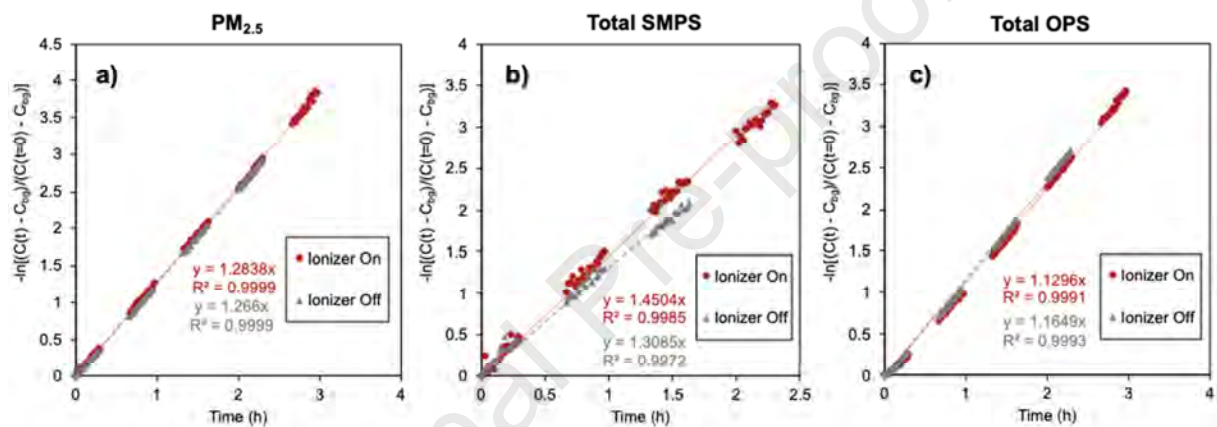 PM2.5
a)
-ln[(C(t) - Cbg)/(C(t=0) - Cbg)]
4.5
4
3.5
3
2.5
2
1.5
1
0.5
0
y = 1.2838x
R² = 0.9999
y = 1.266x
R² = 0.9999
Ionizer On
Ionizer Off
0 1 2 3 4
Time (h)
Total SMPS
b)
-ln[(C(t) - Cbg)/(C(t=0) - Cbg)]
4
3.5
3
2.5
2
1.5
1
0.5
0
y = 1.4504x
R² = 0.9985
y = 1.3085x
R² = 0.9972
Ionizer On
Ionizer Off
0 0.5 1 1.5 2 2.5
Time (h)
Total OPS
c)
-ln[(C(t) - Cbg)/(C(t=0) - Cbg)]
4
3.5
3
2.5
2
1.5
1
0.5
0
y = 1.1296x
R² = 0.9991
y = 1.1649x
R² = 0.9993
Ionizer On
Ionizer Off
0 1 2 3 4
Time (h)
nal Pre-proo